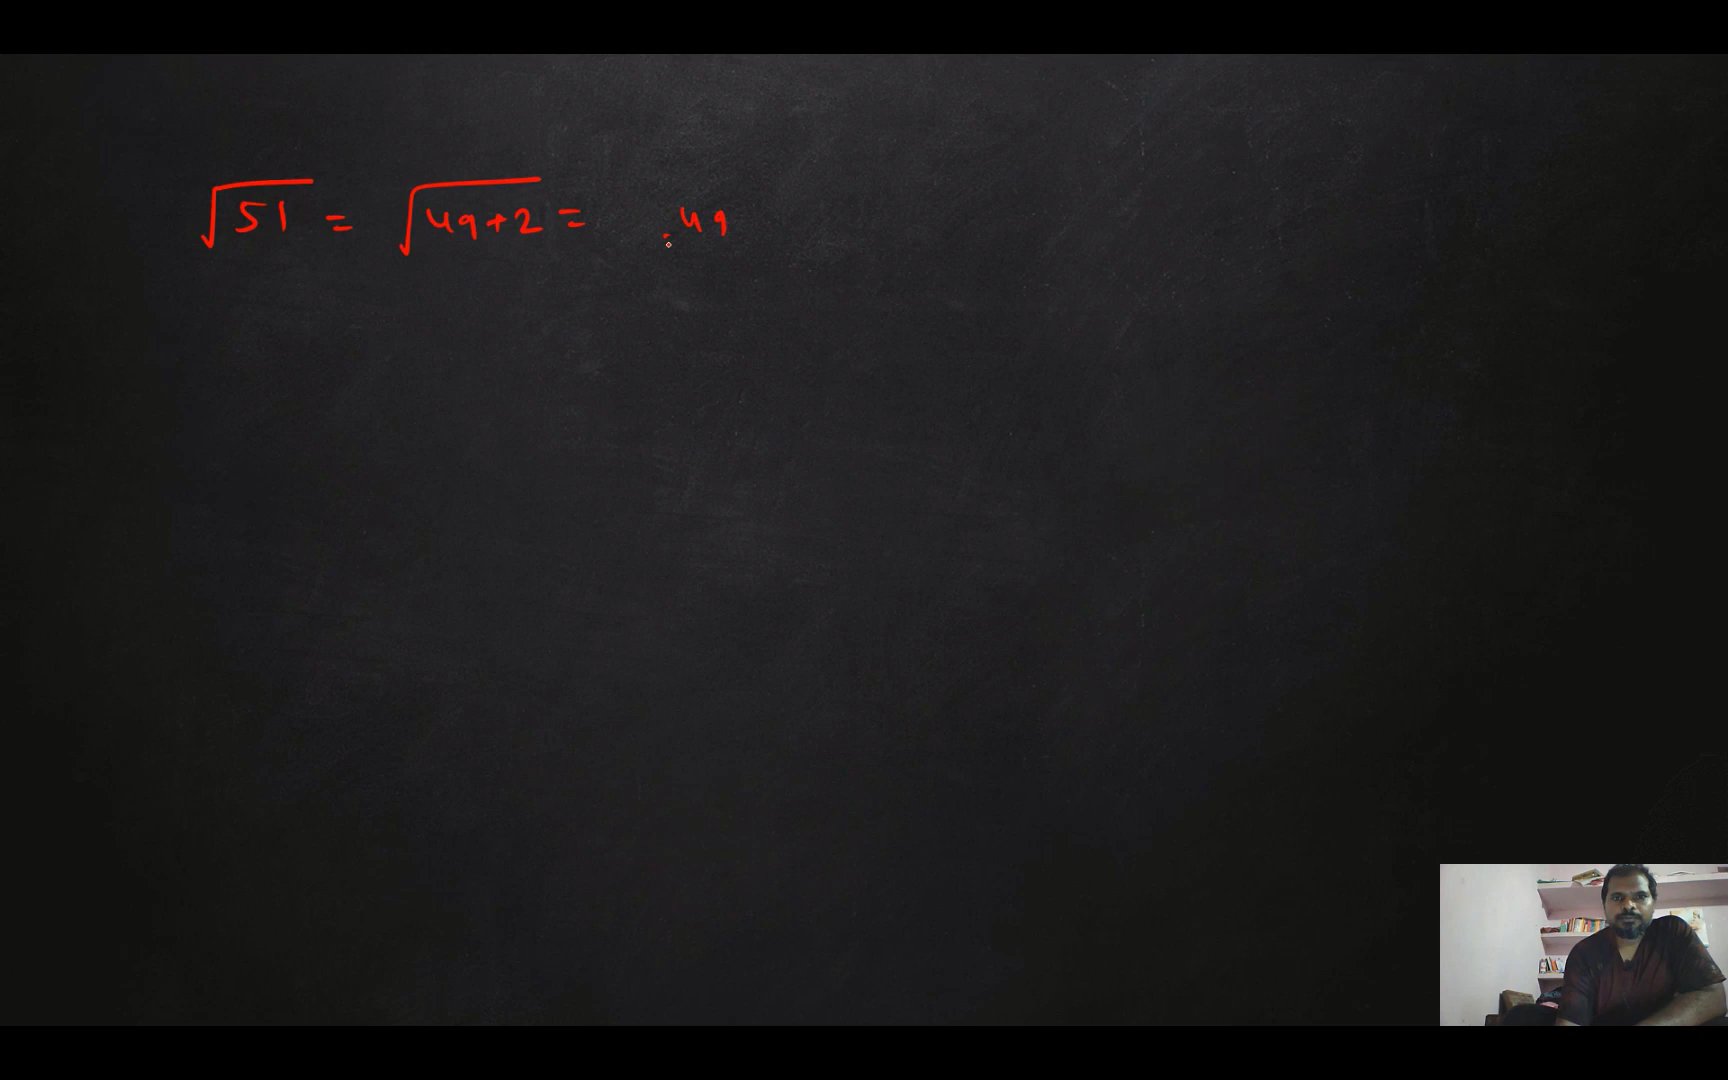 √51 = √49+2 = .49